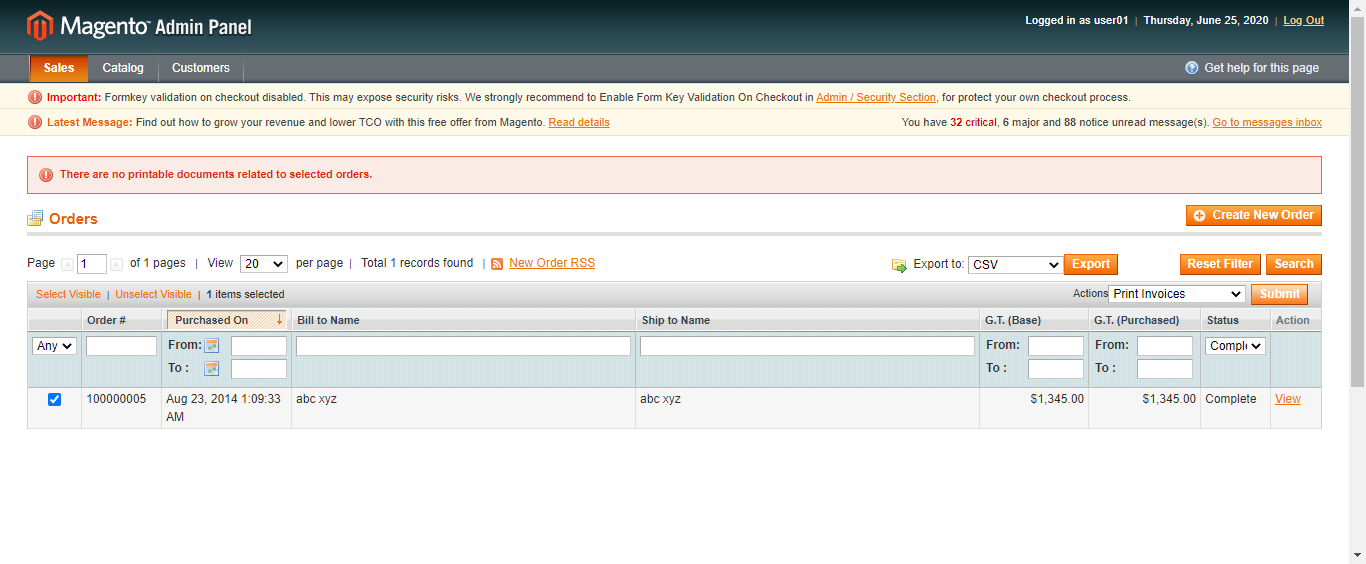 Magento™ Admin Panel
Logged in as user01 | Thursday, June 25, 2020 | Log Out
Sales Catalog Customers Get help for this page
Important: Formkey validation on checkout disabled. This may expose security risks. We strongly recommend to Enable Form Key Validation On Checkout in Admin / Security Section, for protect your own checkout process.
Latest Message: Find out how to grow your revenue and lower TCO with this free offer from Magento. Read details You have 32 critical, 6 major and 88 notice unread message(s). Go to messages inbox
There are no printable documents related to selected orders.
Orders Create New Order
Page 1 of 1 pages | View 20 per page | Total 1 records found | New Order RSS Export to: CSV Export Reset Filter Search
Select Visible | Unselect Visible | 1 items selected Actions Print Invoices Submit
Order # Purchased On Bill to Name Ship to Name G.T. (Base) G.T. (Purchased) Status Action
Any From: From: From: Comple
To : To : To :
100000005 Aug 23, 2014 1:09:33 abc xyz abc xyz $1,345.00 $1,345.00 Complete View
AM